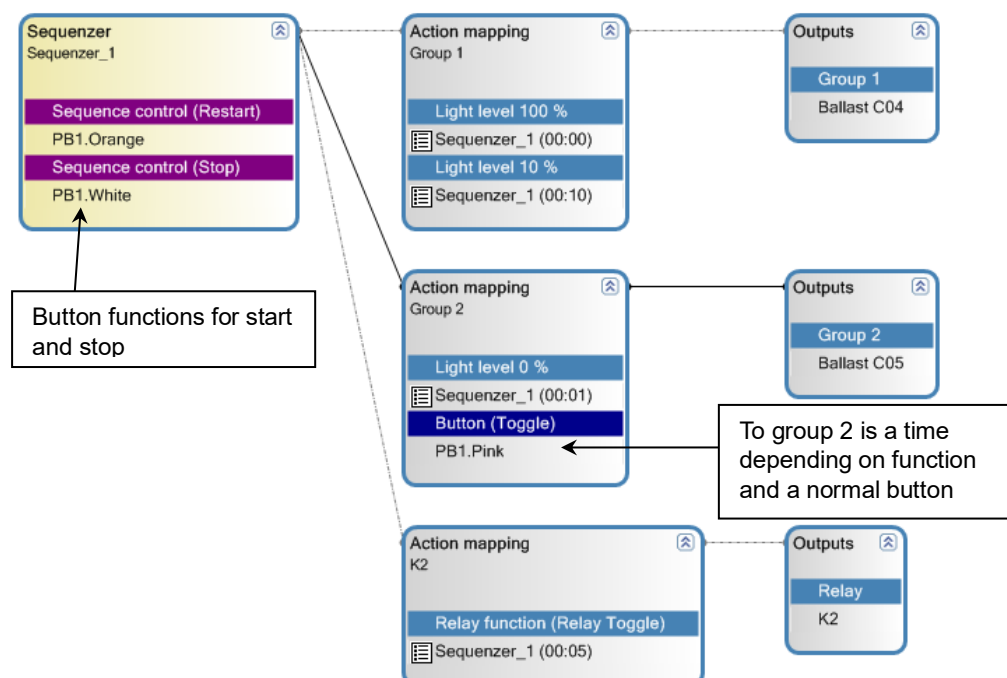 Sequenzer
Sequenzer_1
Sequence control (Restart)
PB1.Orange
Sequence control (Stop)
PB1.White
Button functions for start
and stop
Action mapping
Group 1
Light level 100 %
Sequenzer_1 (00:00)
Light level 10 %
Sequenzer_1 (00:10)
Outputs
Group 1
Ballast C04
Action mapping
Group 2
Light level 0 %
Sequenzer_1 (00:01)
Button (Toggle)
PB1.Pink
Outputs
Group 2
Ballast C05
To group 2 is a time
depending on function
and a normal button
Action mapping
K2
Relay function (Relay Toggle)
Sequenzer_1 (00:05)
Outputs
Relay
K2